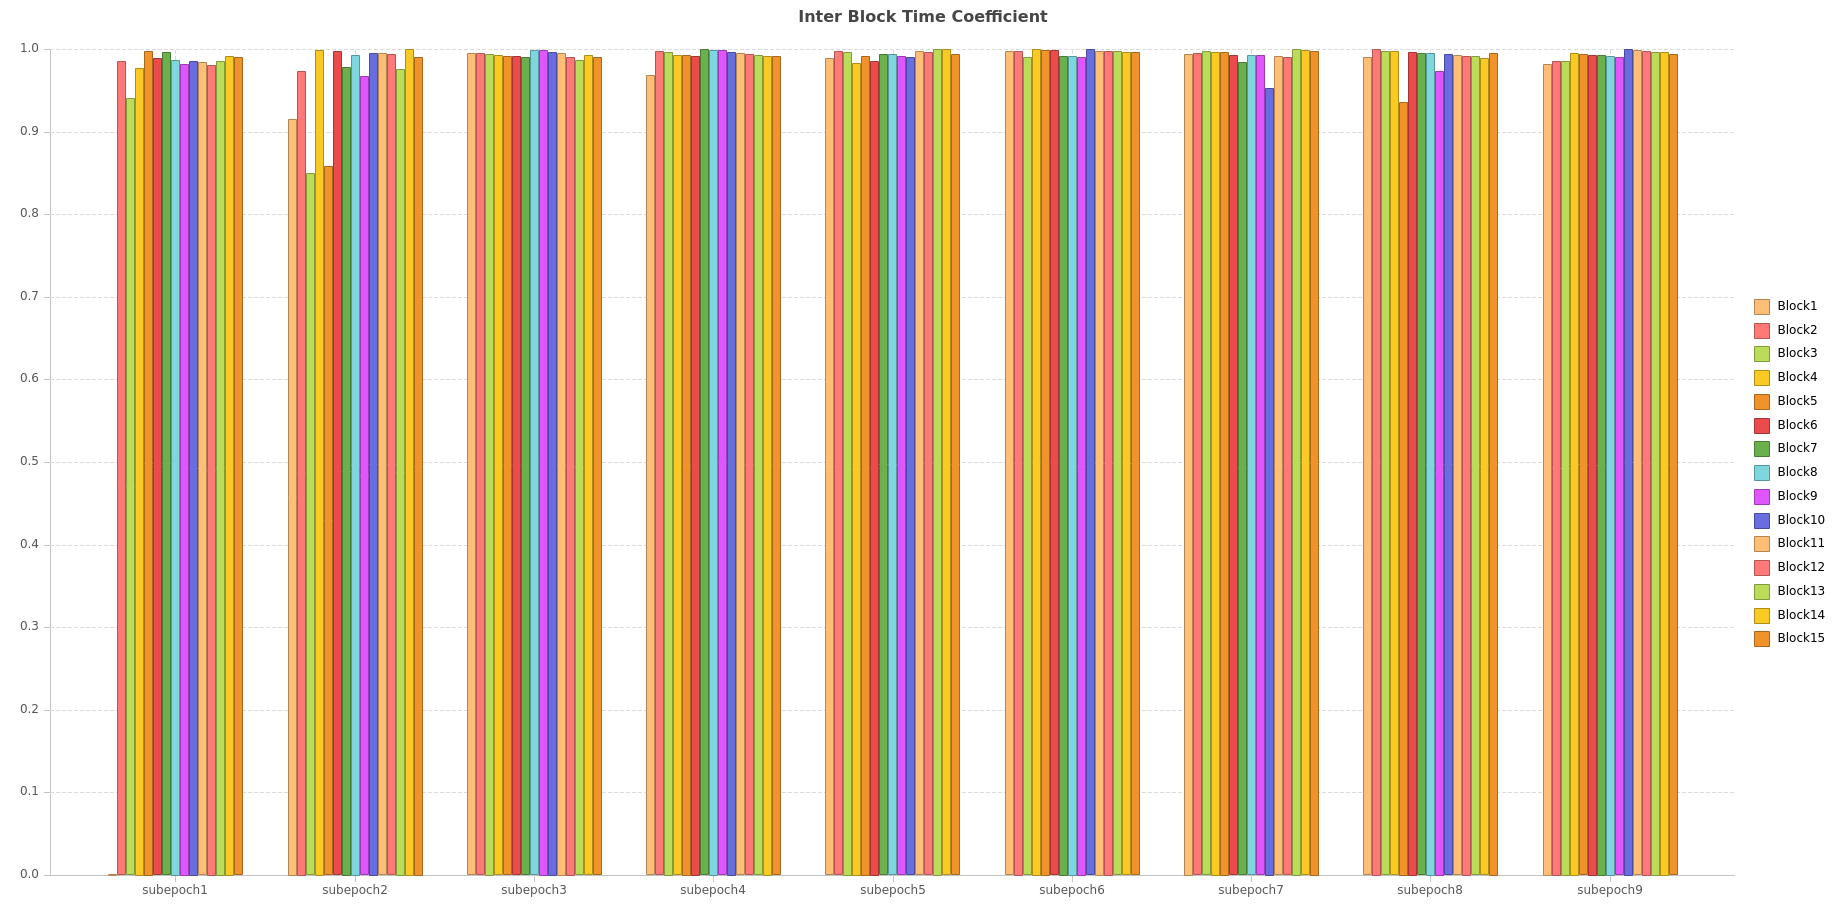 Inter Block Time Coefficient
1.0
0.9
0.8
0.7
0.6
0.5
0.4
0.3
0.2
0.1
0.0
subepoch1
subepoch2
subepoch3
subepoch4
subepoch5
subepoch6
subepoch7
subepoch8
subepoch9
Block1
Block2
Block3
Block4
Block5
Block6
Block7
Block8
Block9
Block10
Block11
Block12
Block13
Block14
Block15